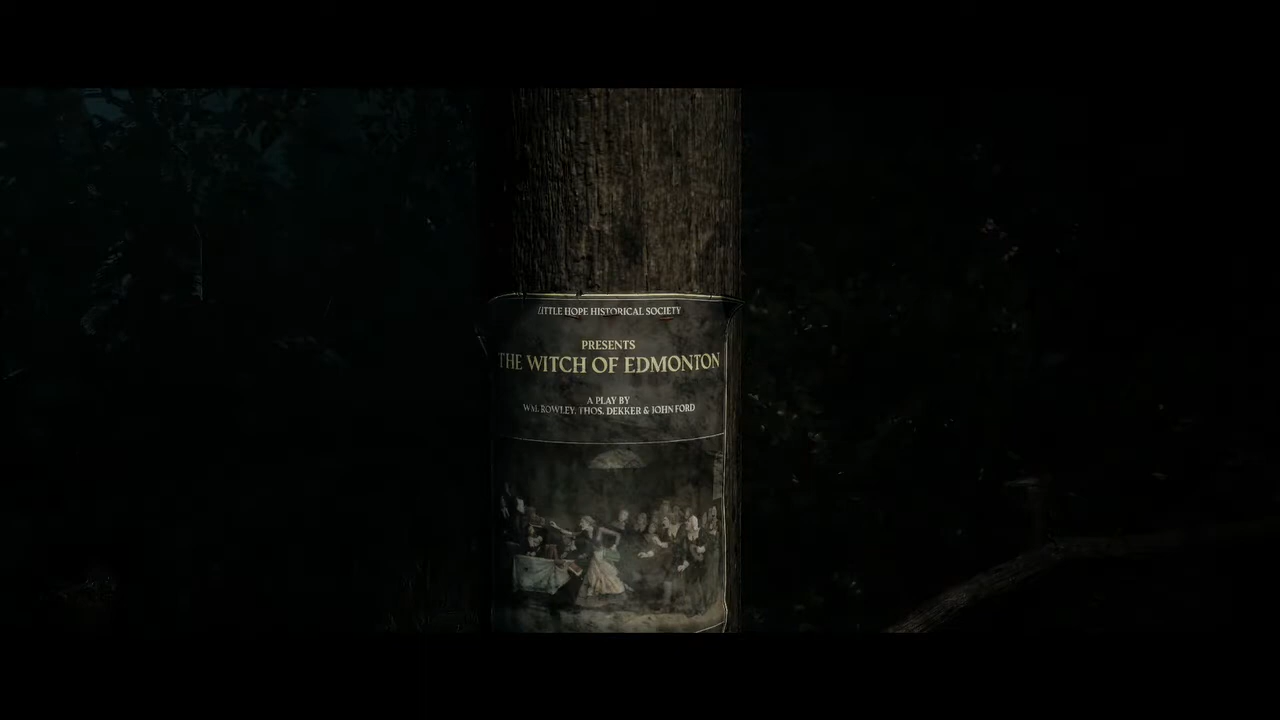 LITTLE HOPE HISTORICAL SOCIETY
PRESENTS
THE WITCH OF EDMONTON
A PLAY BY
WM. ROWLEY, THOS. DEKKER & JOHN FORD